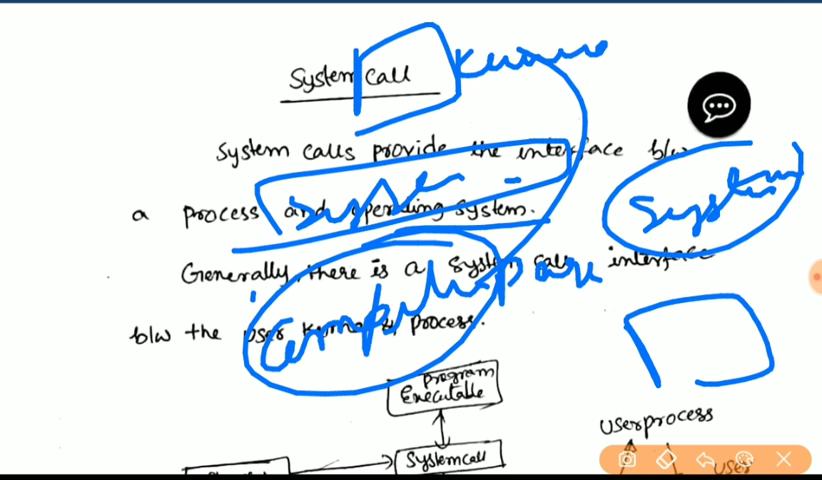 System Call
System calls provide the interface b/w
a process and operating system.
System
Generally, there is a system call interface
b/w the user kernel & process.
Program
Executable
userprocess
Systemcall
user